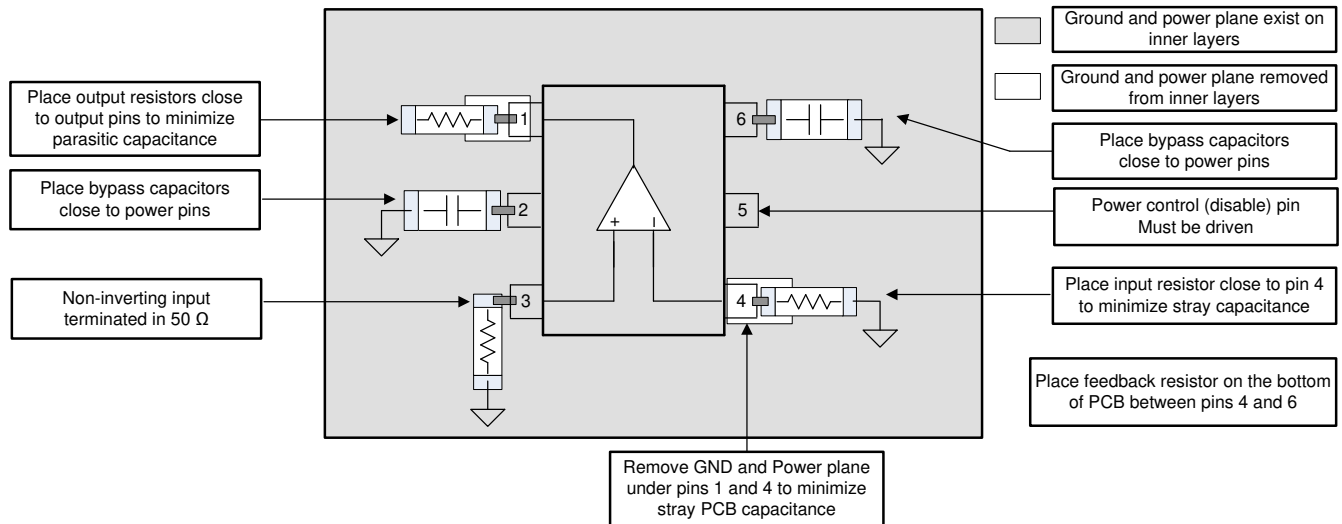 Ground and power plane exist on
inner layers
Ground and power plane removed
from inner layers
Place output resistors close
to output pins to minimize
parasitic capacitance
Place bypass capacitors
close to power pins
Non-inverting input
terminated in 50 Ω
1
2
3
+
–
6
5
4
Place bypass capacitors
close to power pins
Power control (disable) pin
Must be driven
Place input resistor close to pin 4
to minimize stray capacitance
Place feedback resistor on the bottom
of PCB between pins 4 and 6
Remove GND and Power plane
under pins 1 and 4 to minimize
stray PCB capacitance